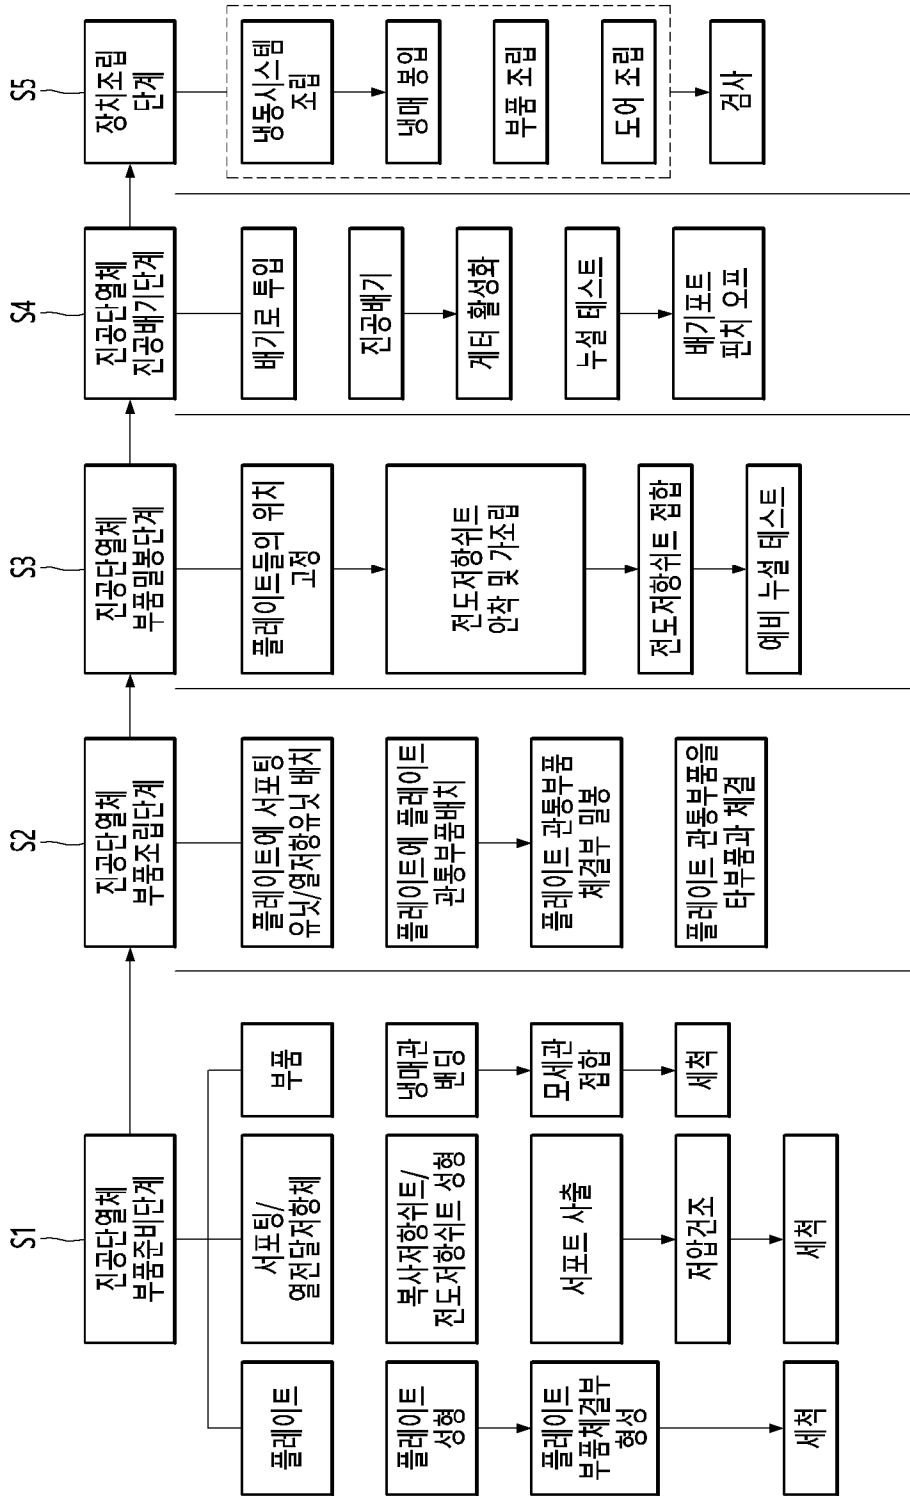 S1
진공단열체
부품준비단계
플레이트
플레이트
성형
플레이트
부품체결부
형성
세척
서포팅/
열전달저항체
복사저항쉬트/
전도저항쉬트 성형
서포트 사출
저압건조
세척
부품
냉매관
밴딩
모세관
접합
세척
S2
진공단열체
부품조립단계
플레이트에 서포팅
유닛/열저항유닛 배치
플레이트에 플레이트
관통부품배치
플레이트 관통부품
체결부 밀봉
플레이트 관통부품을
타부품과 체결
S3
진공단열체
부품밀봉단계
플레이트들의 위치
고정
전도저항쉬트
안착 및 가조립
전도저항쉬트 접합
예비 누설 테스트
S4
진공단열체
진공배기단계
배기로 투입
진공배기
게터 활성화
누설 테스트
배기포트
핀치 오프
S5
장치조립
단계
냉동시스템
조립
냉매 봉입
부품 조립
도어 조립
검사